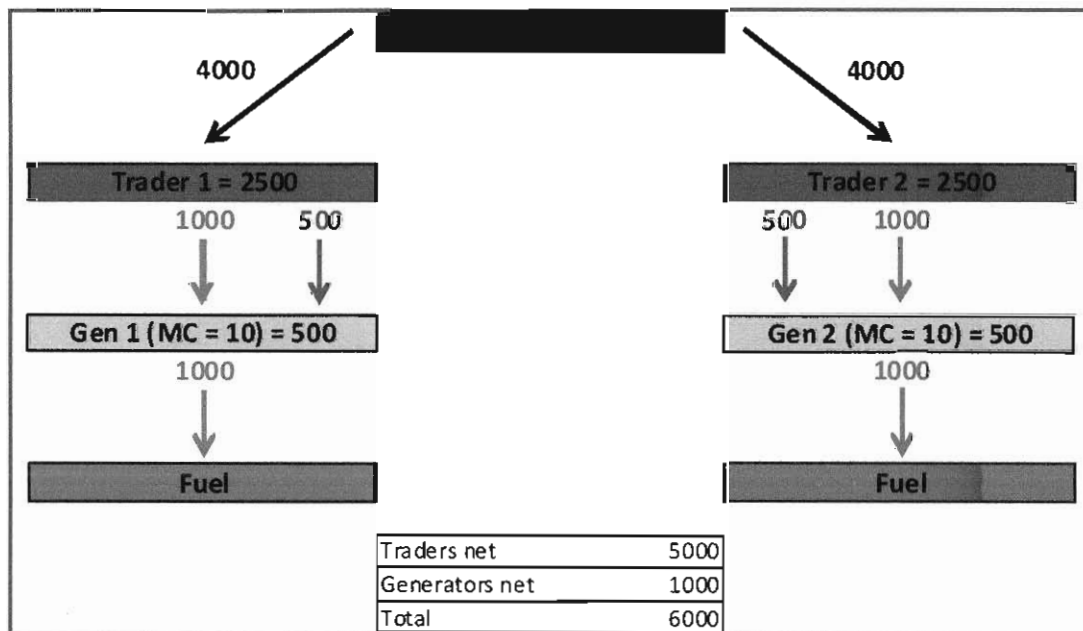 4000 4000
Trader 1 = 2500 Trader 2 = 2500
1000 500 500 1000
Gen 1 (MC = 10) = 500 Gen 2 (MC = 10) = 500
1000 1000
Fuel Fuel
Traders net 5000
Generators net 1000
Total 6000